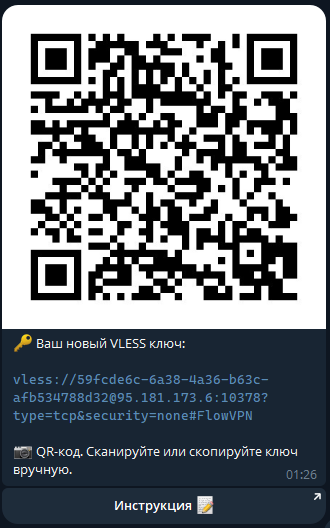 🔑 Ваш новый VLESS ключ:
vless://59fcde6c-6a38-4a36-b63c-
afb534788d32@95.181.173.6:10378?
type=tcp&security=none#FlowVPN
📷 QR-код. Сканируйте или скопируйте ключ
вручную.
01:26
Инструкция 📝